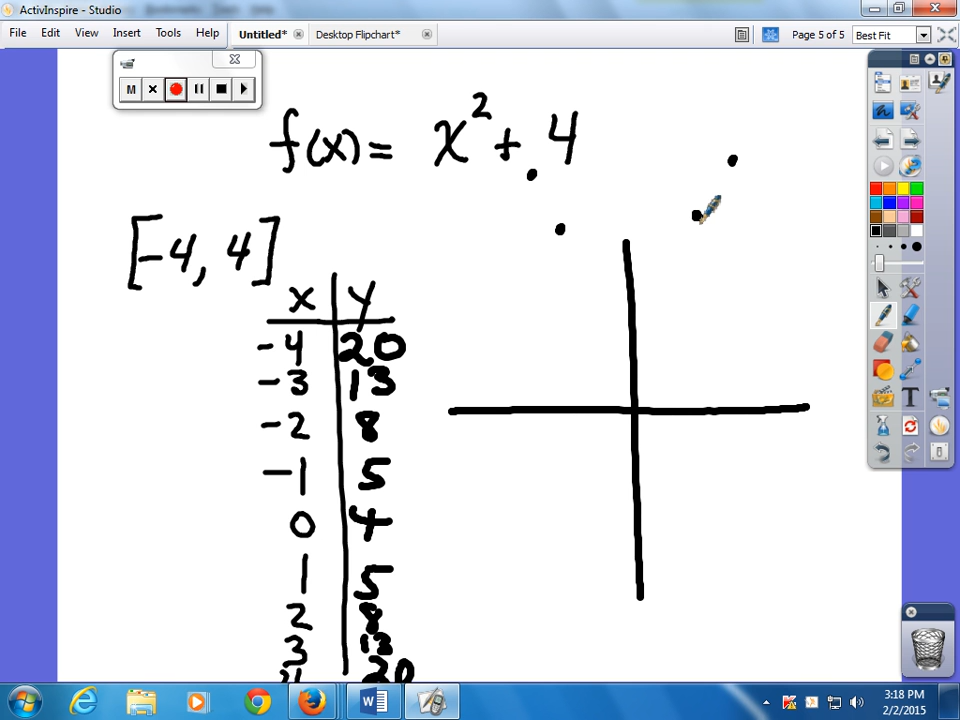 ActivInspire - Studio
File Edit View Insert Tools Help Untitled* Desktop Flipchart* Page 5 of 5 Best Fit
M
f(x) = x² + 4
[-4, 4]
x y
-4 20
-3 13
-2 8
-1 5
0 4
1 5
2 8
3 13
4 20
T
3:18 PM
2/2/2015